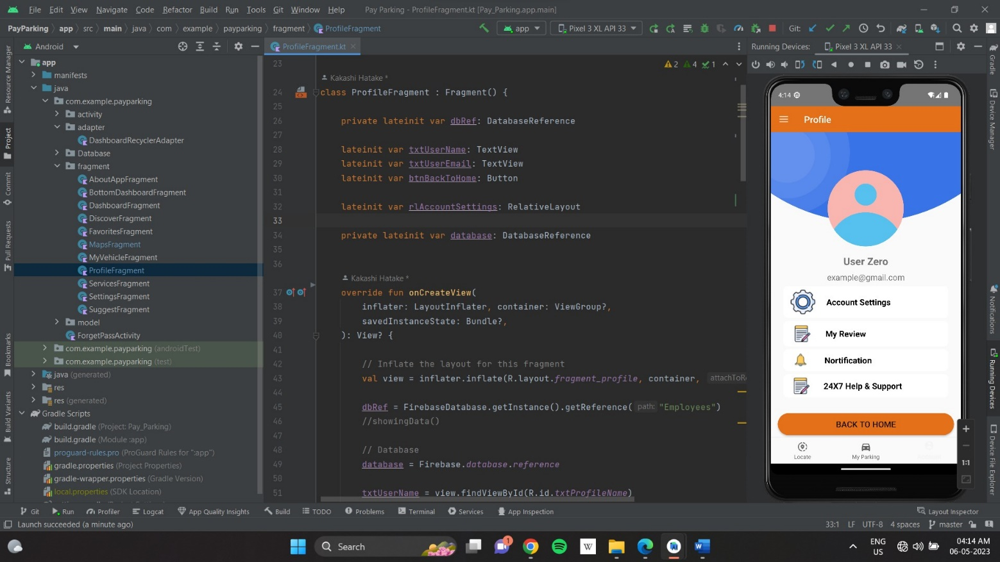 File Edit View Navigate Code Refactor Build Run Tools Git Window Help Pay Parking - ProfileFragment.kt [Pay_Parking.app.main]
PayParking app src main java com example payparking fragment ProfileFragment app Pixel 3 XL API 33 Git:
Android ProfileFragment.kt Running Devices: Pixel 3 XL API 33
Resource Manager
Project
Commit
Pull Requests
Bookmarks
Build Variants
Structure
app
manifests
java
com.example.payparking
activity
adapter
DashboardRecyclerAdapter
Database
fragment
AboutAppFragment
BottomDashboardFragment
DashboardFragment
DiscoverFragment
FavoritesFragment
MapsFragment
MyVehicleFragment
ProfileFragment
ServicesFragment
SettingsFragment
SuggestFragment
model
ForgetPassActivity
com.example.payparking (androidTest)
com.example.payparking (test)
java (generated)
res
res (generated)
Gradle Scripts
build.gradle (Project: Pay_Parking)
build.gradle (Module :app)
proguard-rules.pro (ProGuard Rules for ":app")
gradle.properties (Project Properties)
gradle-wrapper.properties (Gradle Version)
local.properties (SDK Location)
2 4 1
23
Kakashi Hatake *
24 class ProfileFragment : Fragment() {
25
26 private lateinit var dbRef: DatabaseReference
27
28 lateinit var txtUserName: TextView
29 lateinit var txtUserEmail: TextView
30 lateinit var btnBackToHome: Button
31
32 lateinit var rlAccountSettings: RelativeLayout
33
34 private lateinit var database: DatabaseReference
35
36
Kakashi Hatake *
37 override fun onCreateView(
38 inflater: LayoutInflater, container: ViewGroup?,
39 savedInstanceState: Bundle?,
40 ): View? {
41
42 // Inflate the layout for this fragment
43 val view = inflater.inflate(R.layout.fragment_profile, container, attachToRo
44
45 dbRef = FirebaseDatabase.getInstance().getReference( path: "Employees")
46 //showingData()
47
48 // Database
49 database = Firebase.database.reference
50
51 txtUserName = view.findViewById(R.id.txtProfileName)
4:14
Profile
User Zero
example@gmail.com
Account Settings
My Review
Nortification
24X7 Help & Support
BACK TO HOME
Locate My Parking
1:1
Gradle
Device Manager
Notifications
Running Devices
Device File Explorer
Git Run Profiler Logcat App Quality Insights Build TODO Problems Terminal Services App Inspection Layout Inspector
Launch succeeded (a minute ago) 33:1 LF UTF-8 4 spaces master
Search 1 W ENG US 04:14 AM 06-05-2023